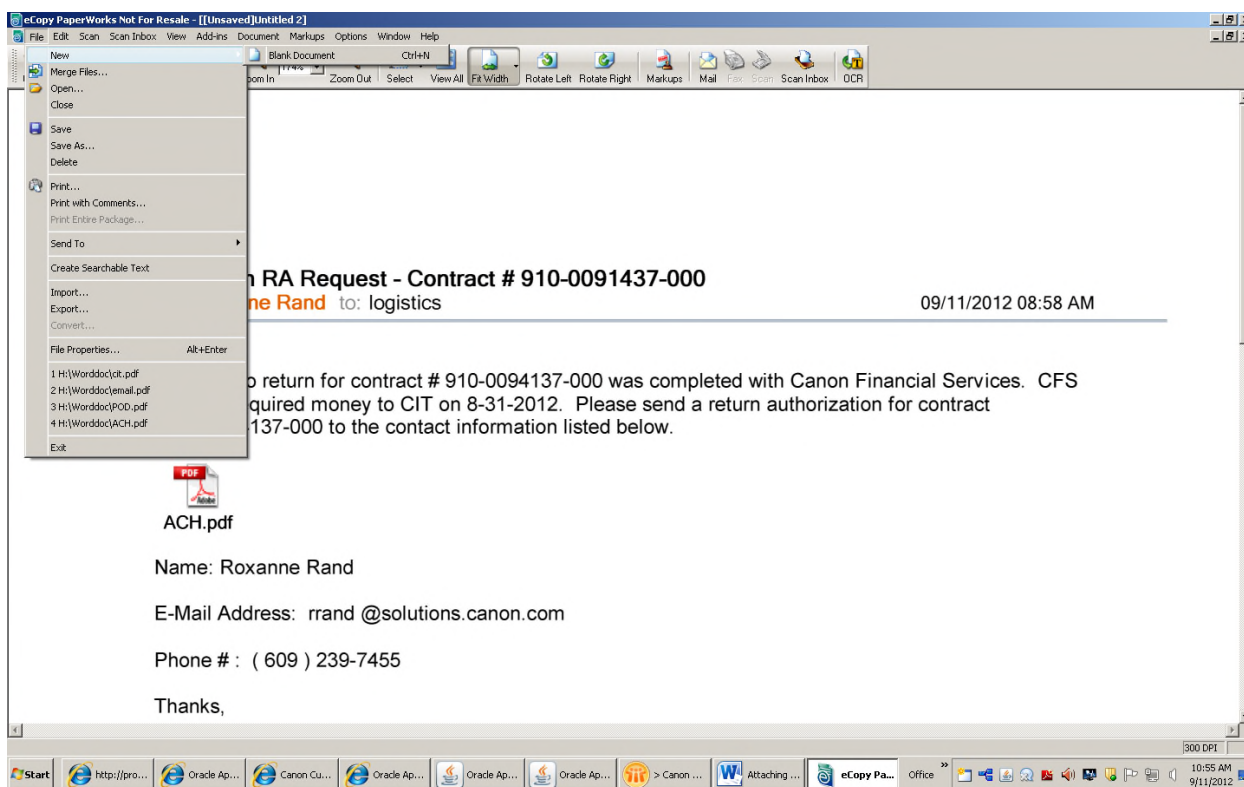 eCopy PaperWorks Not For Resale - [[Unsaved]Untitled 2]
File Edit Scan Scan Inbox View Add-ins Document Markups Options Window Help
New
Blank Document Ctrl+N
Merge Files...
Open...
Close
Save
Save As...
Delete
Print...
Print with Comments...
Print Entire Package...
Send To
Create Searchable Text
Import...
Export...
Convert...
File Properties... Alt+Enter
1 H:\Worddoc\cit.pdf
2 H:\Worddoc\email.pdf
3 H:\Worddoc\POD.pdf
4 H:\Worddoc\ACH.pdf
Exit
Zoom Out Select View All Fit Width Rotate Left Rotate Right Markups Mail Fax Scan Scan Inbox OCR
RA Request - Contract # 910-0091437-000
ne Rand to: logistics 09/11/2012 08:58 AM
o return for contract # 910-0094137-000 was completed with Canon Financial Services. CFS
quired money to CIT on 8-31-2012. Please send a return authorization for contract
137-000 to the contact information listed below.
PDF
Adobe
ACH.pdf
Name: Roxanne Rand
E-Mail Address: rrand @solutions.canon.com
Phone # : ( 609 ) 239-7455
Thanks,
300 DPI
Start http://pro... Oracle Ap... Canon Cu... Oracle Ap... Oracle Ap... Oracle Ap... > Canon ... Attaching ... eCopy Pa... Office » 10:55 AM
9/11/2012